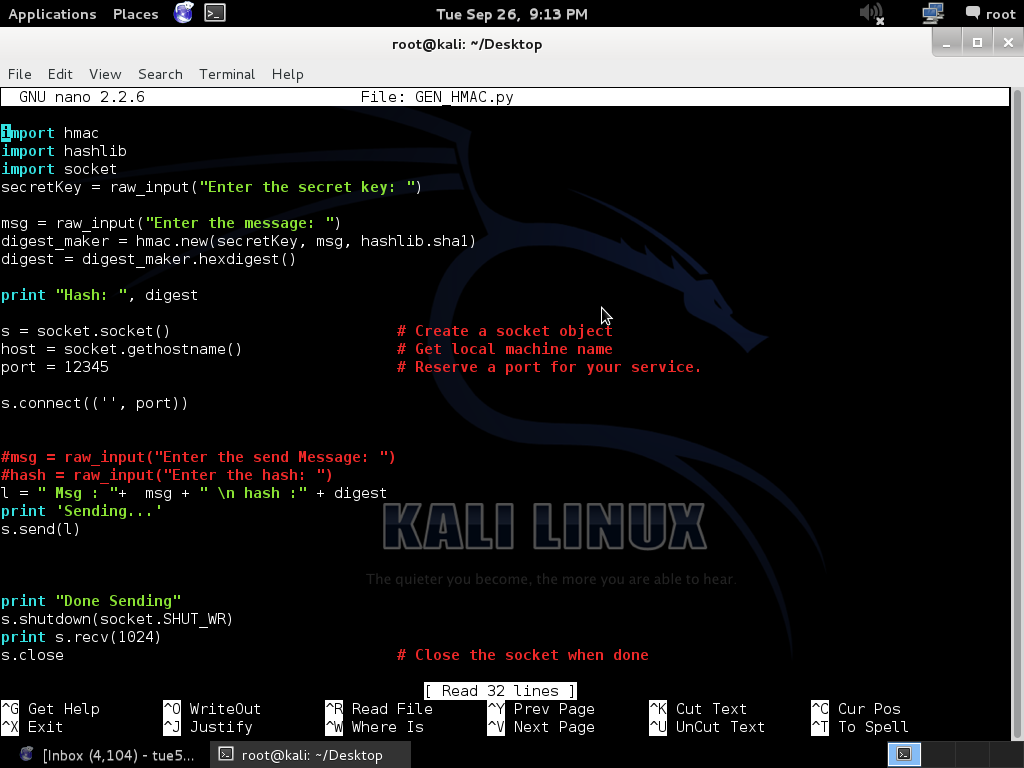 Applications Places Tue Sep 26, 9:13 PM root
root@kali: ~/Desktop
File Edit View Search Terminal Help
GNU nano 2.2.6 File: GEN_HMAC.py
import hmac
import hashlib
import socket
secretKey = raw_input("Enter the secret key: ")
msg = raw_input("Enter the message: ")
digest_maker = hmac.new(secretKey, msg, hashlib.sha1)
digest = digest_maker.hexdigest()
print "Hash: ", digest
s = socket.socket() # Create a socket object
host = socket.gethostname() # Get local machine name
port = 12345 # Reserve a port for your service.
s.connect(('', port))
#msg = raw_input("Enter the send Message: ")
#hash = raw_input("Enter the hash: ")
l = " Msg : "+  msg + " \n hash :" + digest
print 'Sending...'
s.send(l)
KALI LINUX
The quieter you become, the more you are able to hear.
print "Done Sending"
s.shutdown(socket.SHUT_WR)
print s.recv(1024)
s.close # Close the socket when done
[ Read 32 lines ]
^G Get Help ^O WriteOut ^R Read File ^Y Prev Page ^K Cut Text ^C Cur Pos
^X Exit ^J Justify ^W Where Is ^V Next Page ^U UnCut Text ^T To Spell
[Inbox (4,104) - tue5... root@kali: ~/Desktop